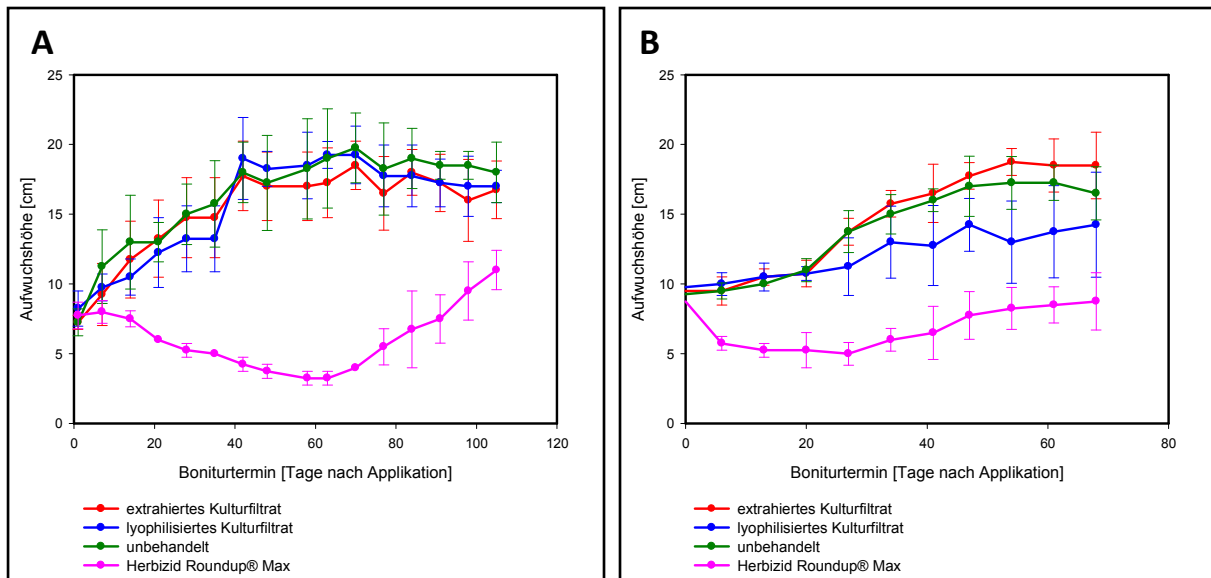 A
25
20
15
10
5
0
Aufwuchshöhe [cm]
0 20 40 60 80 100 120
Boniturtermin [Tage nach Applikation]
extrahiertes Kulturfiltrat
lyophilisiertes Kulturfiltrat
unbehandelt
Herbizid Roundup® Max
B
25
20
15
10
5
0
Aufwuchshöhe [cm]
0 20 40 60 80
Boniturtermin [Tage nach Applikation]
extrahiertes Kulturfiltrat
lyophilisiertes Kulturfiltrat
unbehandelt
Herbizid Roundup® Max